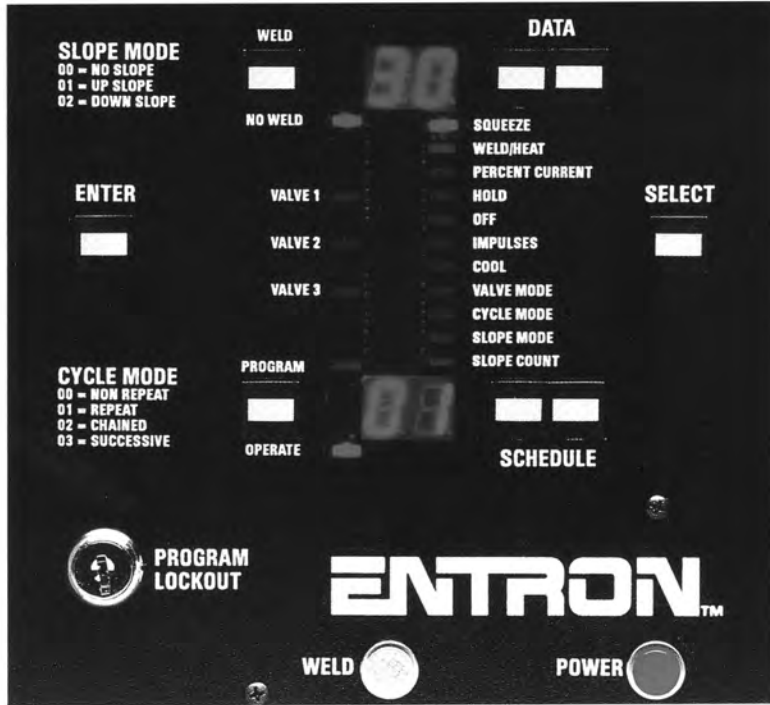 SLOPE MODE
00 = NO SLOPE
01 = UP SLOPE
02 = DOWN SLOPE
WELD
30
DATA
NO WELD
SQUEEZE
WELD/HEAT
PERCENT CURRENT
ENTER
VALVE 1
HOLD
SELECT
OFF
VALVE 2
IMPULSES
COOL
VALVE 3
VALVE MODE
CYCLE MODE
SLOPE MODE
SLOPE COUNT
CYCLE MODE
00 = NON REPEAT
01 = REPEAT
02 = CHAINED
03 = SUCCESSIVE
PROGRAM
01
OPERATE
SCHEDULE
PROGRAM
LOCKOUT
ENTRON™
WELD
POWER